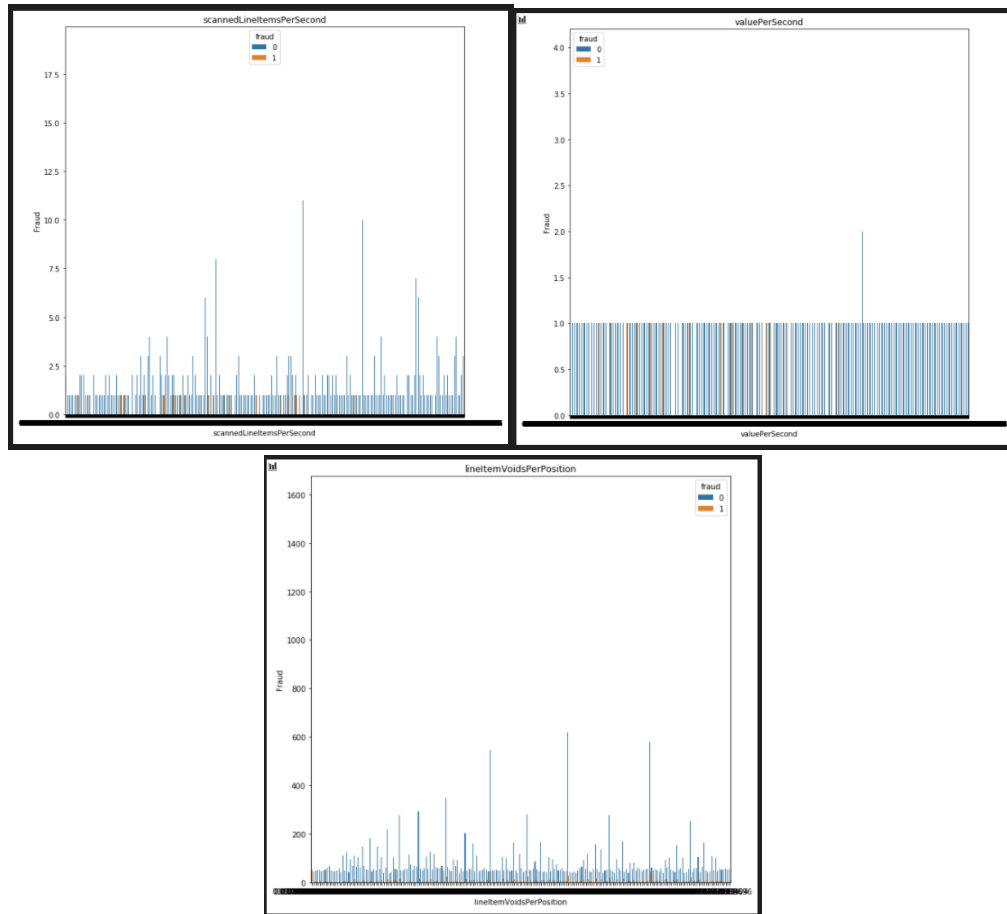 scannedLineItemsPerSecond
fraud
0
1
17.5
15.0
12.5
10.0
7.5
5.0
2.5
0.0
Fraud
scannedLineItemsPerSecond
valuePerSecond
fraud
0
1
4.0
3.5
3.0
2.5
2.0
1.5
1.0
0.5
0.0
Fraud
valuePerSecond
lineItemVoidsPerPosition
fraud
0
1
1600
1400
1200
1000
800
600
400
200
0
Fraud
lineItemVoidsPerPosition